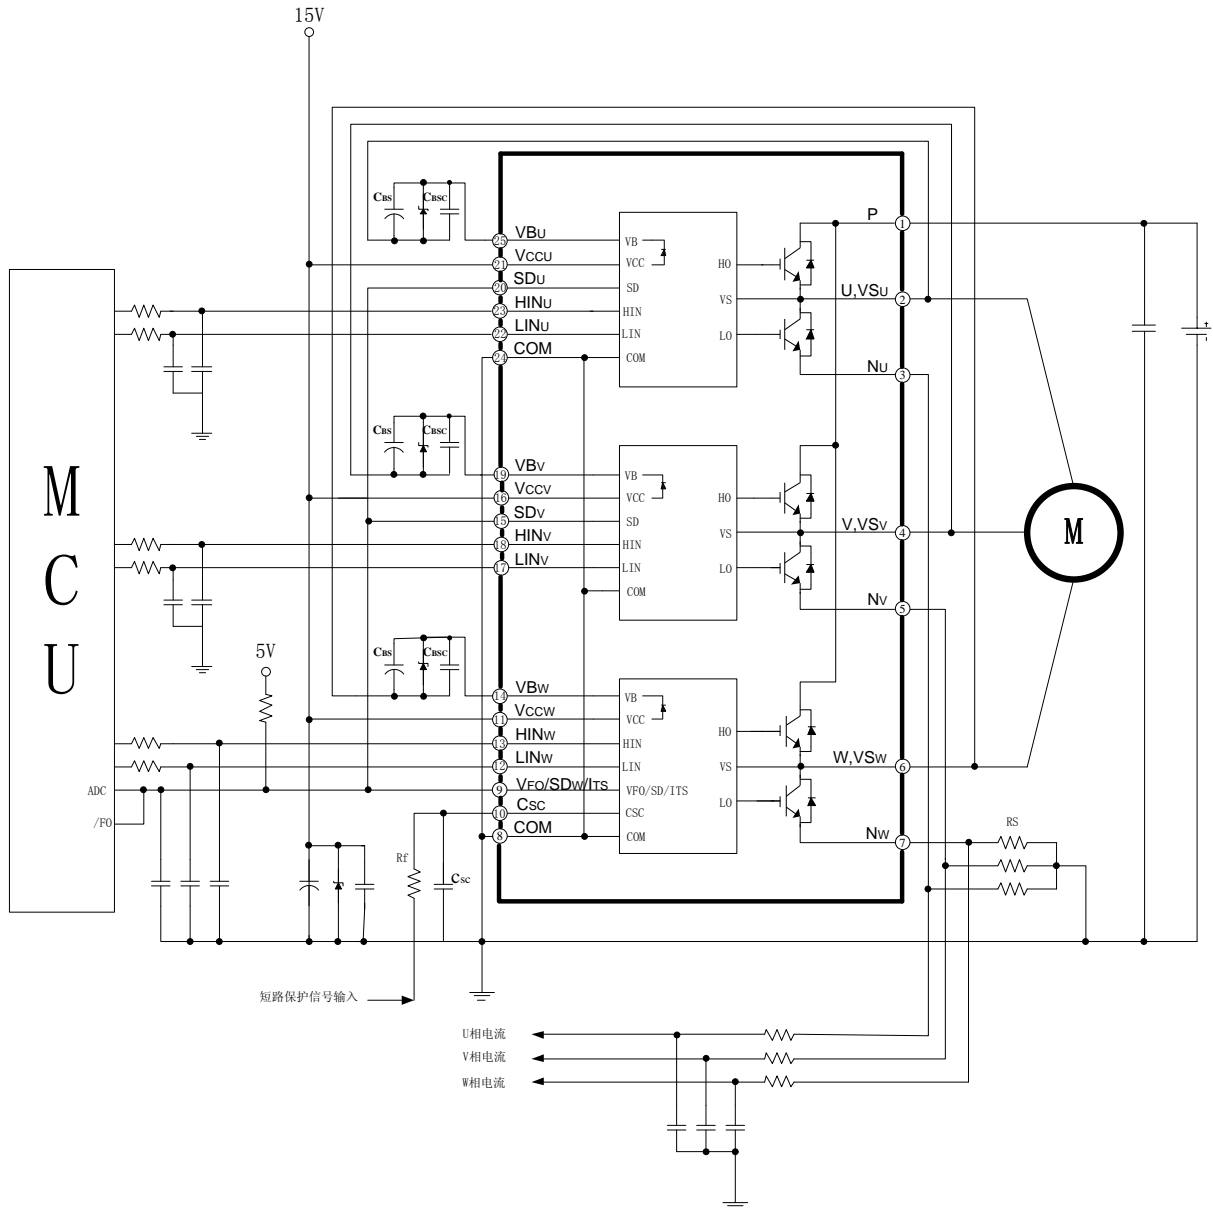 15V
CBS
CBSC
25
VBU
21
VCCU
20
SDU
23
HINU
22
LINU
24
COM
VB
VCC
SD
HIN
LIN
COM
HO
VS
LO
P
1
U,VSU
2
NU
3
+
-
M
C
U
CBS
CBSC
19
VBV
16
VCCV
15
SDV
18
HINV
17
LINV
VB
VCC
SD
HIN
LIN
COM
HO
VS
LO
V,VSV
4
NV
5
M
5V
CBS
CBSC
14
VBW
11
VCCW
13
HINW
12
LINW
9
VFO/SDW/ITS
10
CSC
8
COM
VB
VCC
HIN
LIN
VFO/SD/ITS
CSC
COM
HO
VS
LO
W,VSW
6
NW
7
ADC
/FO
RS
Rf
Csc
短路保护信号输入
U相电流
V相电流
W相电流